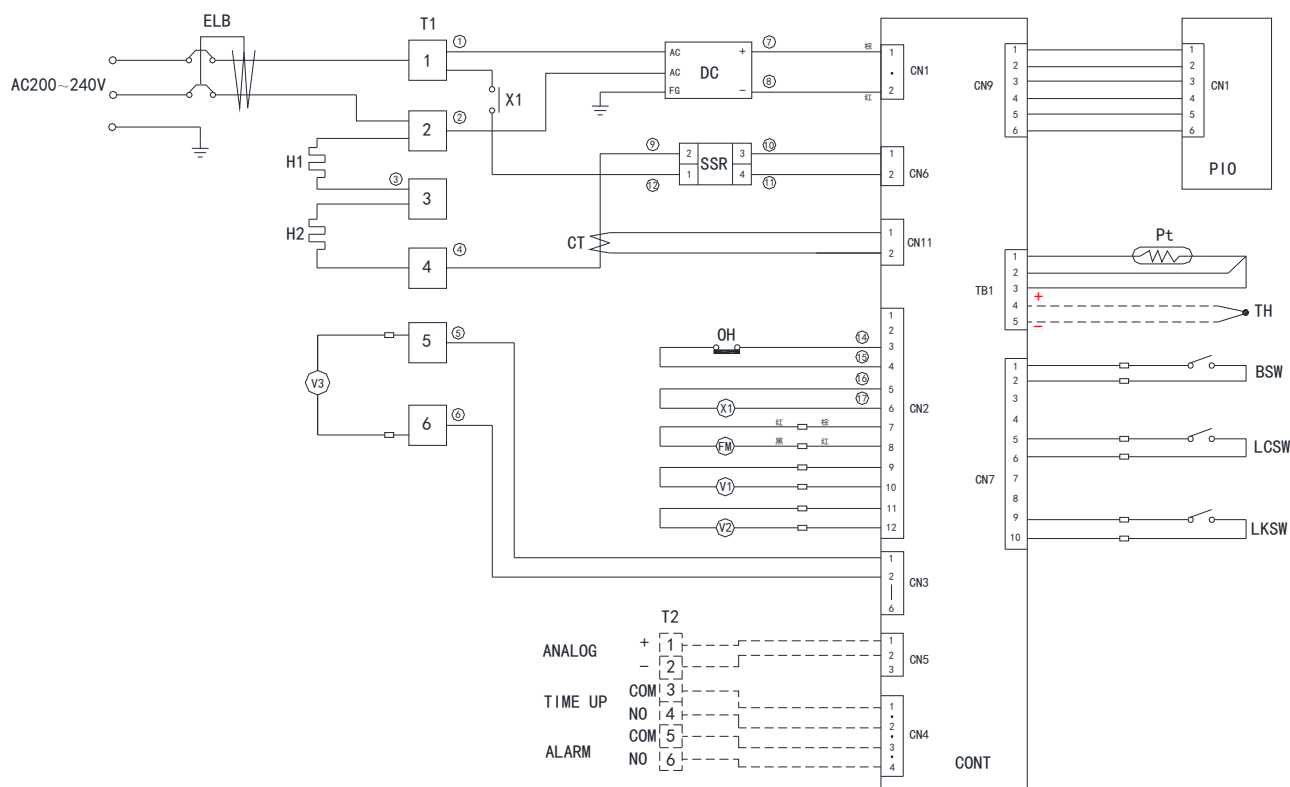 ELB
T1
AC200~240V
1
①
2
②
H1
③
3
H2
4
④
X1
AC
AC
FG
DC
+
−
⑦
⑧
棕
红
1
2
CN1
⑨
⑫
2
1
SSR
3
4
⑩
⑪
1
2
CN6
CT
1
2
CN11
V3
5
⑤
6
⑥
OH
⑭
⑮
⑯
⑰
X1
红
棕
FM
黑
红
V1
V2
1
2
3
4
5
6
7
8
9
10
11
12
CN2
1
2
6
CN3
T2
ANALOG
+
1
−
2
1
2
3
CN5
TIME UP
COM
3
NO
4
ALARM
COM
5
NO
6
1
2
3
4
CN4
CONT
CN9
1
2
3
4
5
6
1
2
3
4
5
6
CN1
PIO
TB1
1
2
3
4
5
Pt
+
−
TH
CN7
1
2
3
4
5
6
7
8
9
10
BSW
LCSW
LKSW